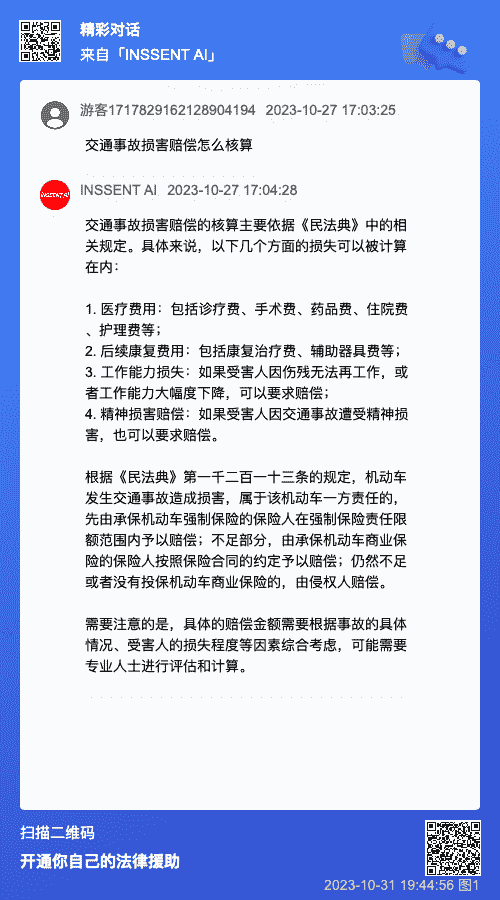 精彩对话
来自「INSSENT AI」
游客1717829162128904194 2023-10-27 17:03:25
交通事故损害赔偿怎么核算
INSSENT AI
INSSENT AI 2023-10-27 17:04:28
交通事故损害赔偿的核算主要依据《民法典》中的相
关规定。具体来说，以下几个方面的损失可以被计算
在内：
1. 医疗费用：包括诊疗费、手术费、药品费、住院费
、护理费等；
2. 后续康复费用：包括康复治疗费、辅助器具费等；
3. 工作能力损失：如果受害人因伤残无法再工作，或
者工作能力大幅度下降，可以要求赔偿；
4. 精神损害赔偿：如果受害人因交通事故遭受精神损
害，也可以要求赔偿。
根据《民法典》第一千二百一十三条的规定，机动车
发生交通事故造成损害，属于该机动车一方责任的，
先由承保机动车强制保险的保险人在强制保险责任限
额范围内予以赔偿；不足部分，由承保机动车商业保
险的保险人按照保险合同的约定予以赔偿；仍然不足
或者没有投保机动车商业保险的，由侵权人赔偿。
需要注意的是，具体的赔偿金额需要根据事故的具体
情况、受害人的损失程度等因素综合考虑，可能需要
专业人士进行评估和计算。
扫描二维码
开通你自己的法律援助
2023-10-31 19:44:56 图1